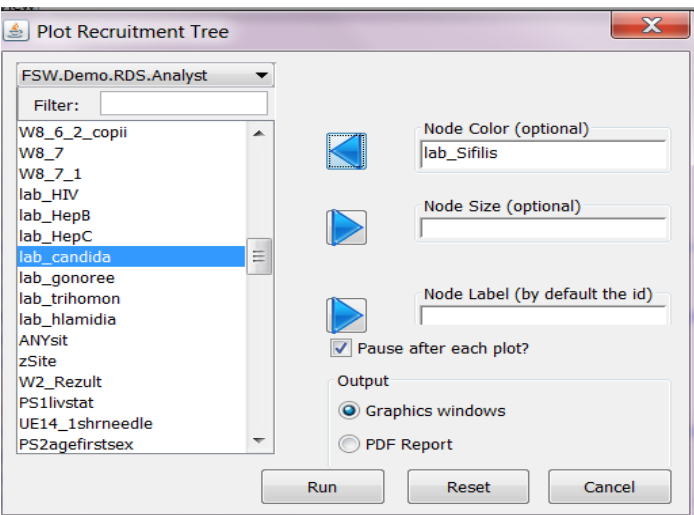 Plot Recruitment Tree
FSW.Demo.RDS.Analyst
Filter:
W8_6_2_copii
W8_7
W8_7_1
lab_HIV
lab_HepB
lab_HepC
lab_candida
lab_gonoree
lab_trihomon
lab_hlamidia
ANYsit
zSite
W2_Rezult
PS1livstat
UE14_1shrneedle
PS2agefirstsex
Node Color (optional)
lab_Sifilis
Node Size (optional)
Node Label (by default the id)
Pause after each plot?
Output
Graphics windows
PDF Report
Run
Reset
Cancel